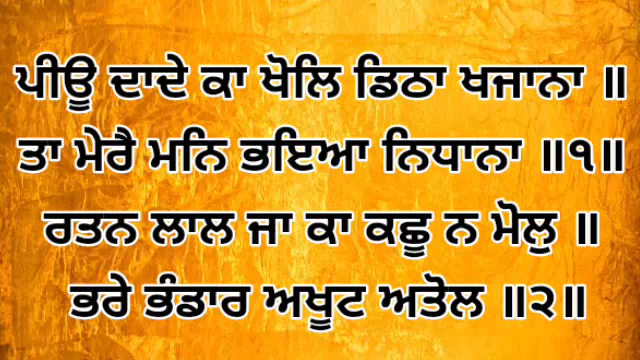 ਪੀਊ ਦਾਦੇ ਕਾ ਖੋਲਿ ਡਿਠਾ ਖਜਾਨਾ ॥
ਤਾ ਮੇਰੈ ਮਨਿ ਭਇਆ ਨਿਧਾਨਾ ॥੧॥
ਰਤਨ ਲਾਲ ਜਾ ਕਾ ਕਛੂ ਨ ਮੋਲੁ ॥
ਭਰੇ ਭੰਡਾਰ ਅਖੂਟ ਅਤੋਲ ॥੨॥